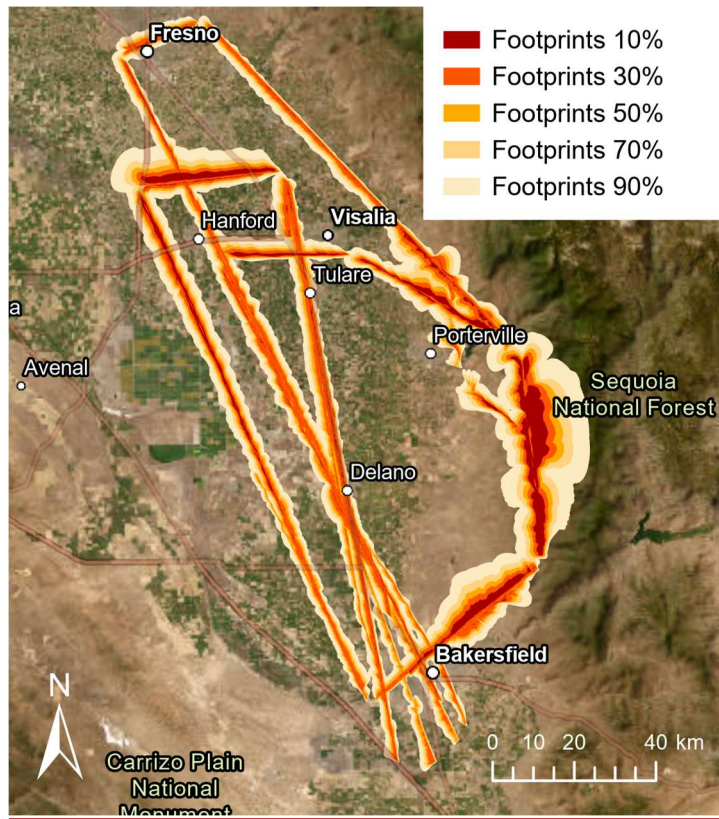 Fresno
Footprints 10%
Footprints 30%
Footprints 50%
Footprints 70%
Footprints 90%
Hanford
Visalia
Tulare
a
Porterville
Avenal
Sequoia
National Forest
Delano
Bakersfield
N
0 10 20 40 km
Carrizo Plain
National
Monument